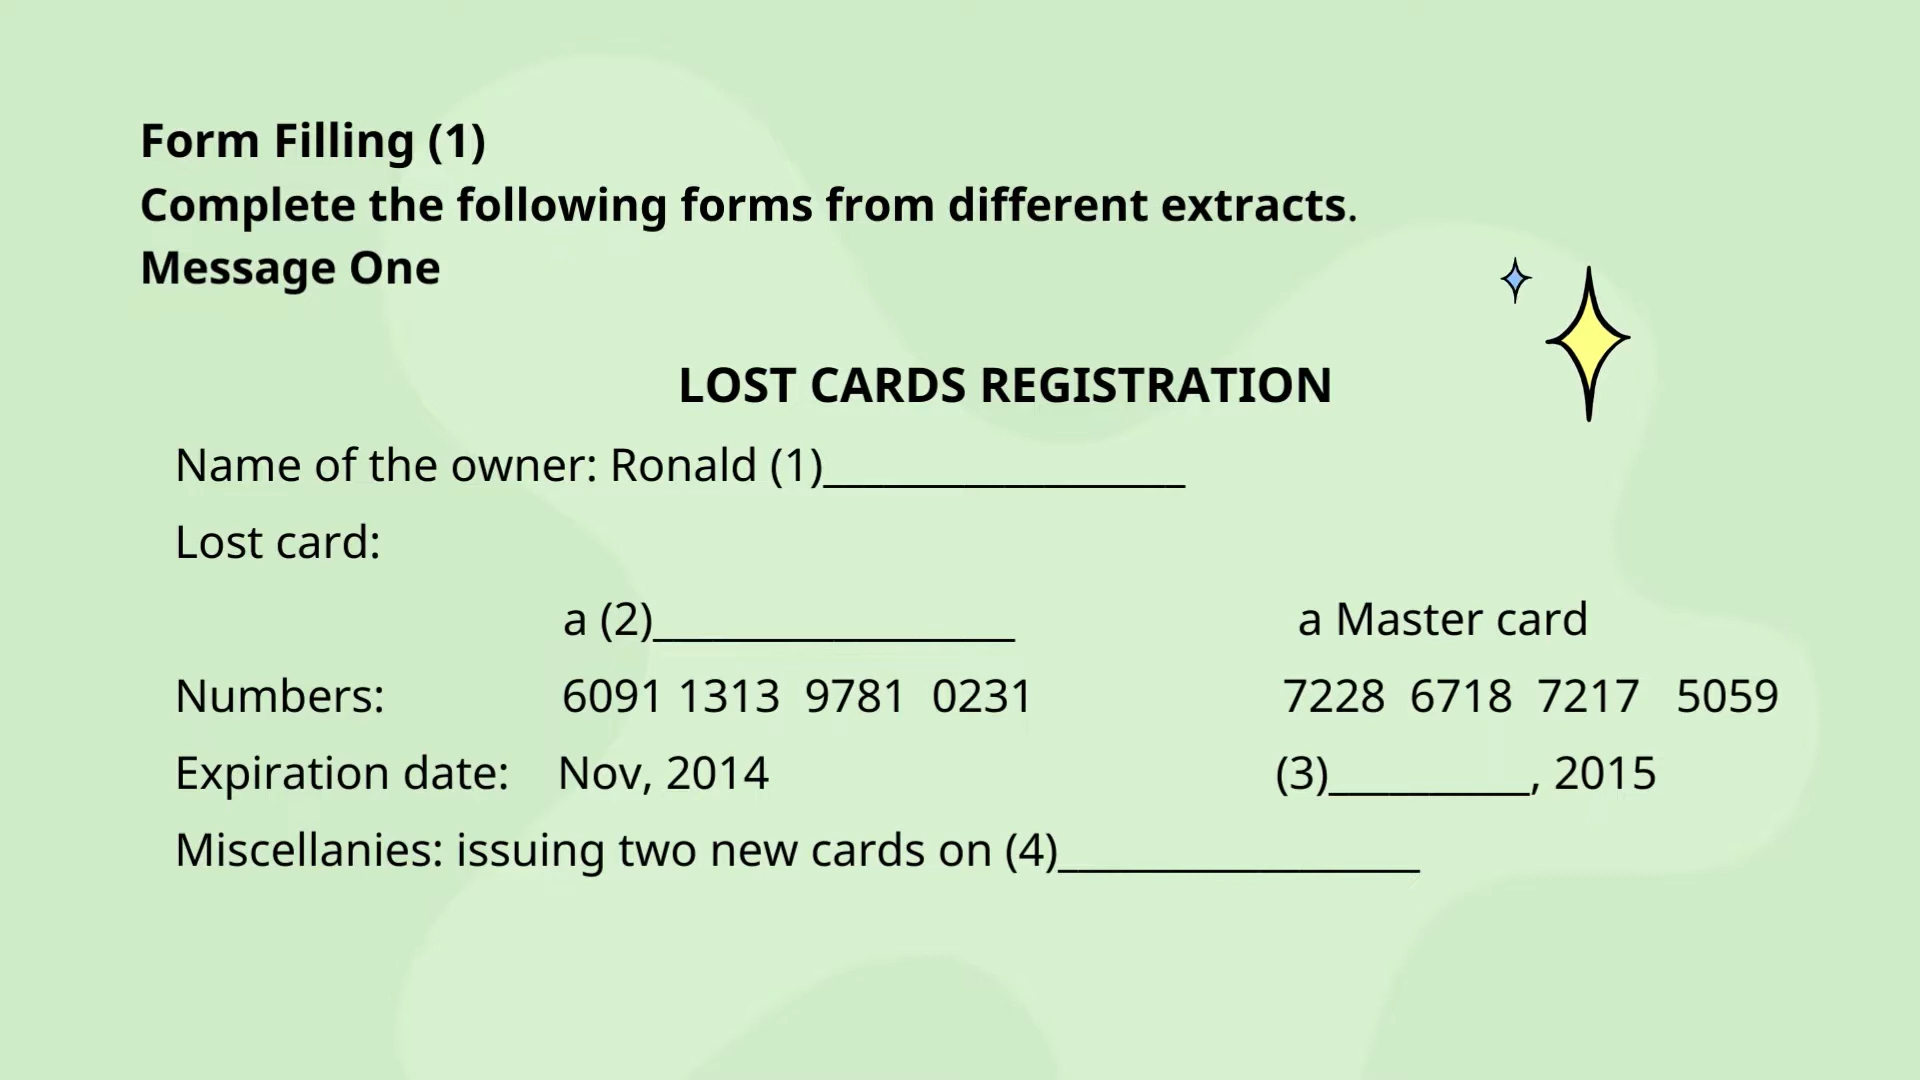 Form Filling (1)
Complete the following forms from different extracts.
Message One
LOST CARDS REGISTRATION
Name of the owner: Ronald (1)__________________
Lost card:
a (2)__________________ a Master card
Numbers: 6091 1313 9781 0231 7228 6718 7217 5059
Expiration date: Nov, 2014 (3)__________, 2015
Miscellanies: issuing two new cards on (4)__________________